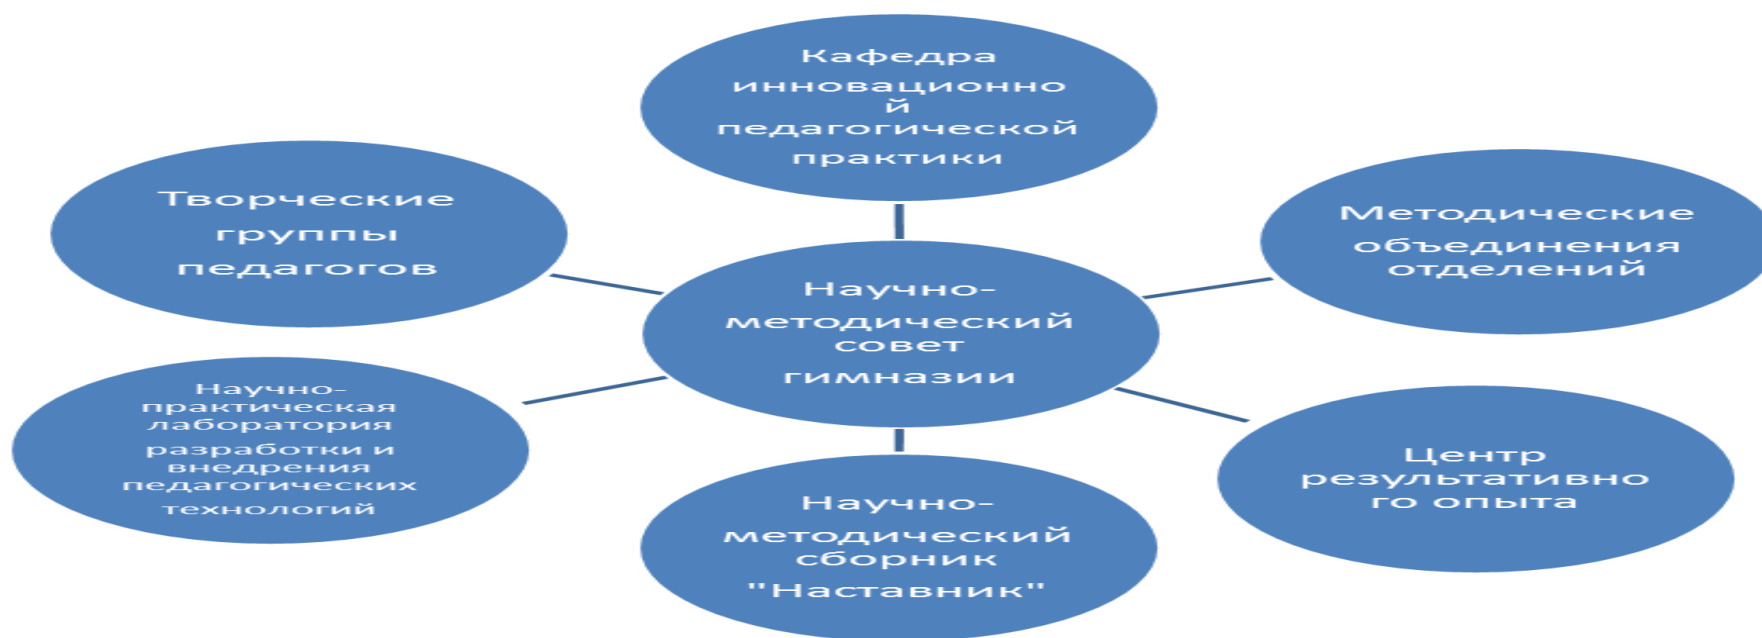 Кафедра
инновационно
й
педагогической
практики
Творческие
группы
педагогов
Методические
объединения
отделений
Научно-
методический
совет
гимназии
Научно-
практическая
лаборатория
разработки и
внедрения
педагогических
технологий
Центр
результативно
го опыта
Научно-
методический
сборник
"Наставник"